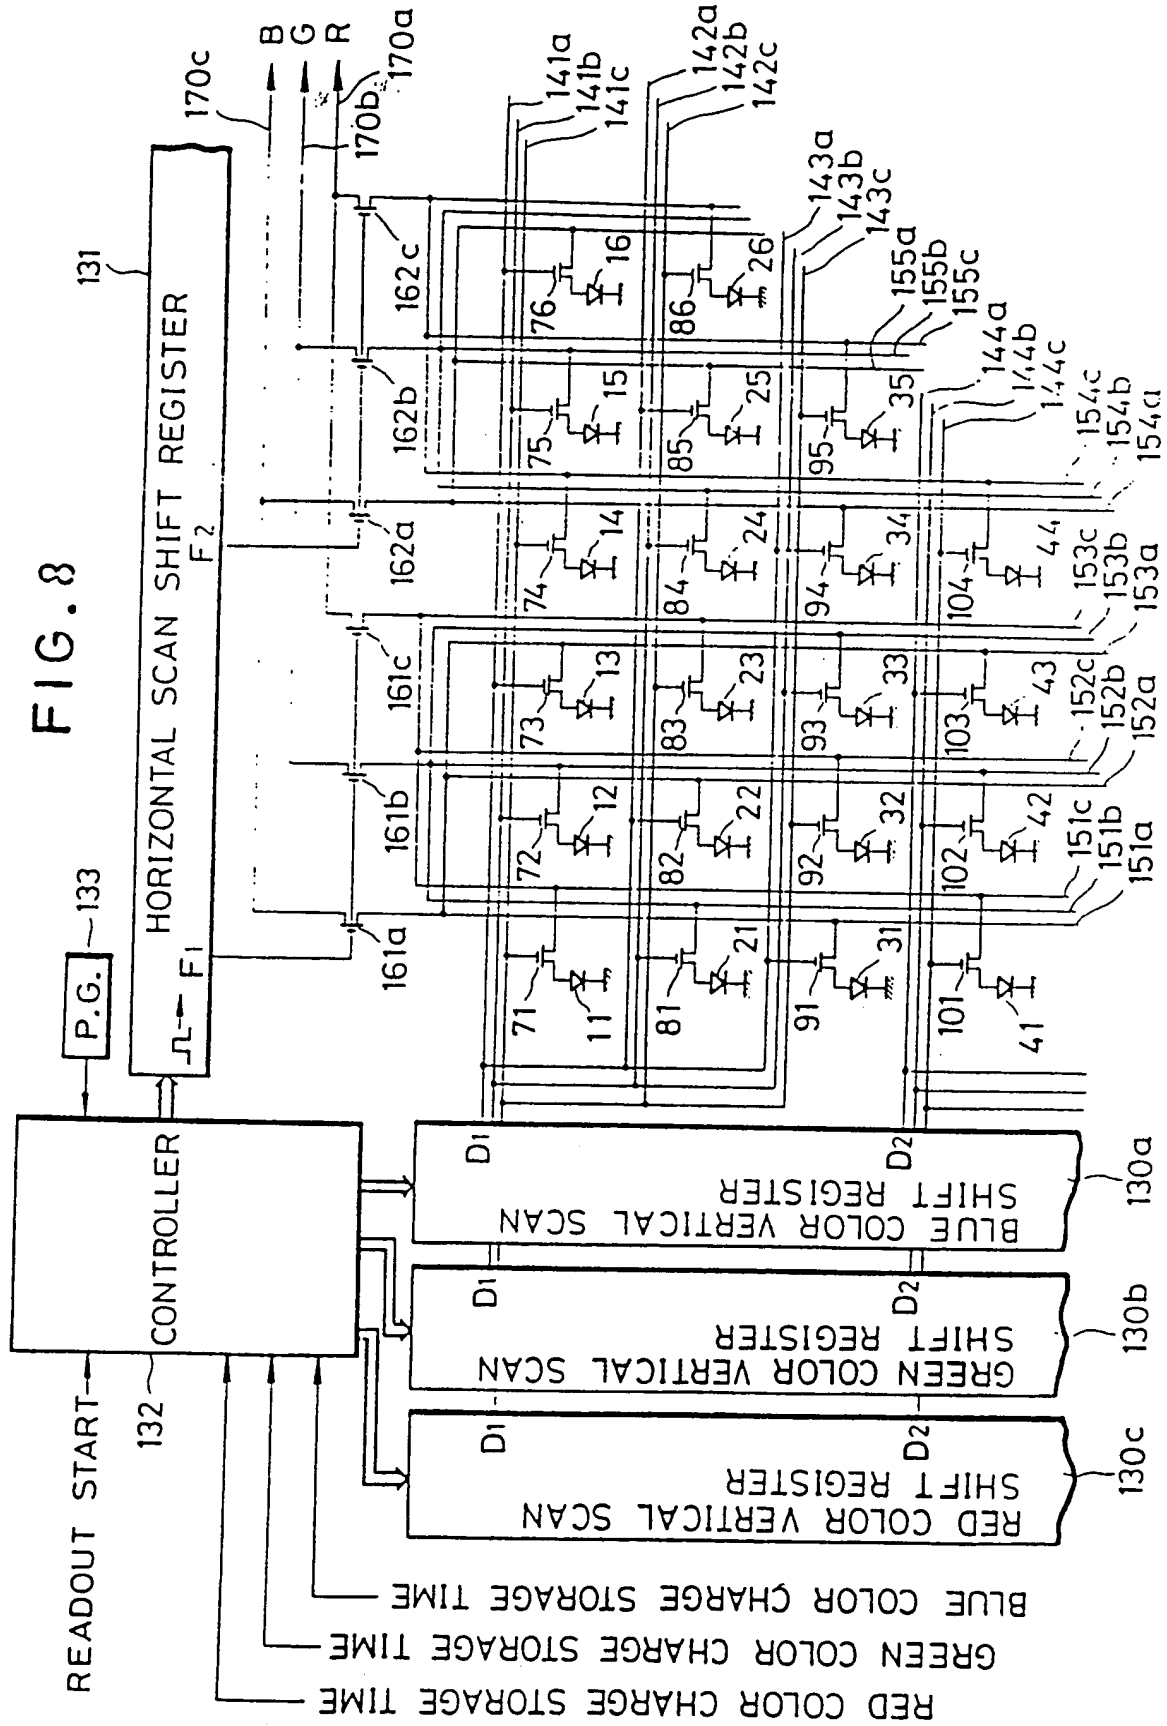 FIG.8
READOUT START
132
CONTROLLER
P.G.
133
HORIZONTAL SCAN SHIFT REGISTER
131
F1
F2
170c
B
G
R
170b
170a
161a
161b
161c
162a
162b
162c
RED COLOR CHARGE STORAGE TIME
GREEN COLOR CHARGE STORAGE TIME
BLUE COLOR CHARGE STORAGE TIME
RED COLOR VERTICAL SCAN
SHIFT REGISTER
D1
D2
130c
GREEN COLOR VERTICAL SCAN
SHIFT REGISTER
D1
D2
130b
BLUE COLOR VERTICAL SCAN
SHIFT REGISTER
D1
D2
130a
71
11
72
12
73
13
74
14
75
15
76
16
141a
141b
141c
81
21
82
22
83
23
84
24
85
25
86
26
142a
142b
142c
91
31
92
32
93
33
94
34
95
35
143a
143b
143c
101
41
102
42
103
43
104
44
144a
144b
144c
151c
151b
151a
152c
152b
152a
153c
153b
153a
154c
154b
154a
155a
155b
155c